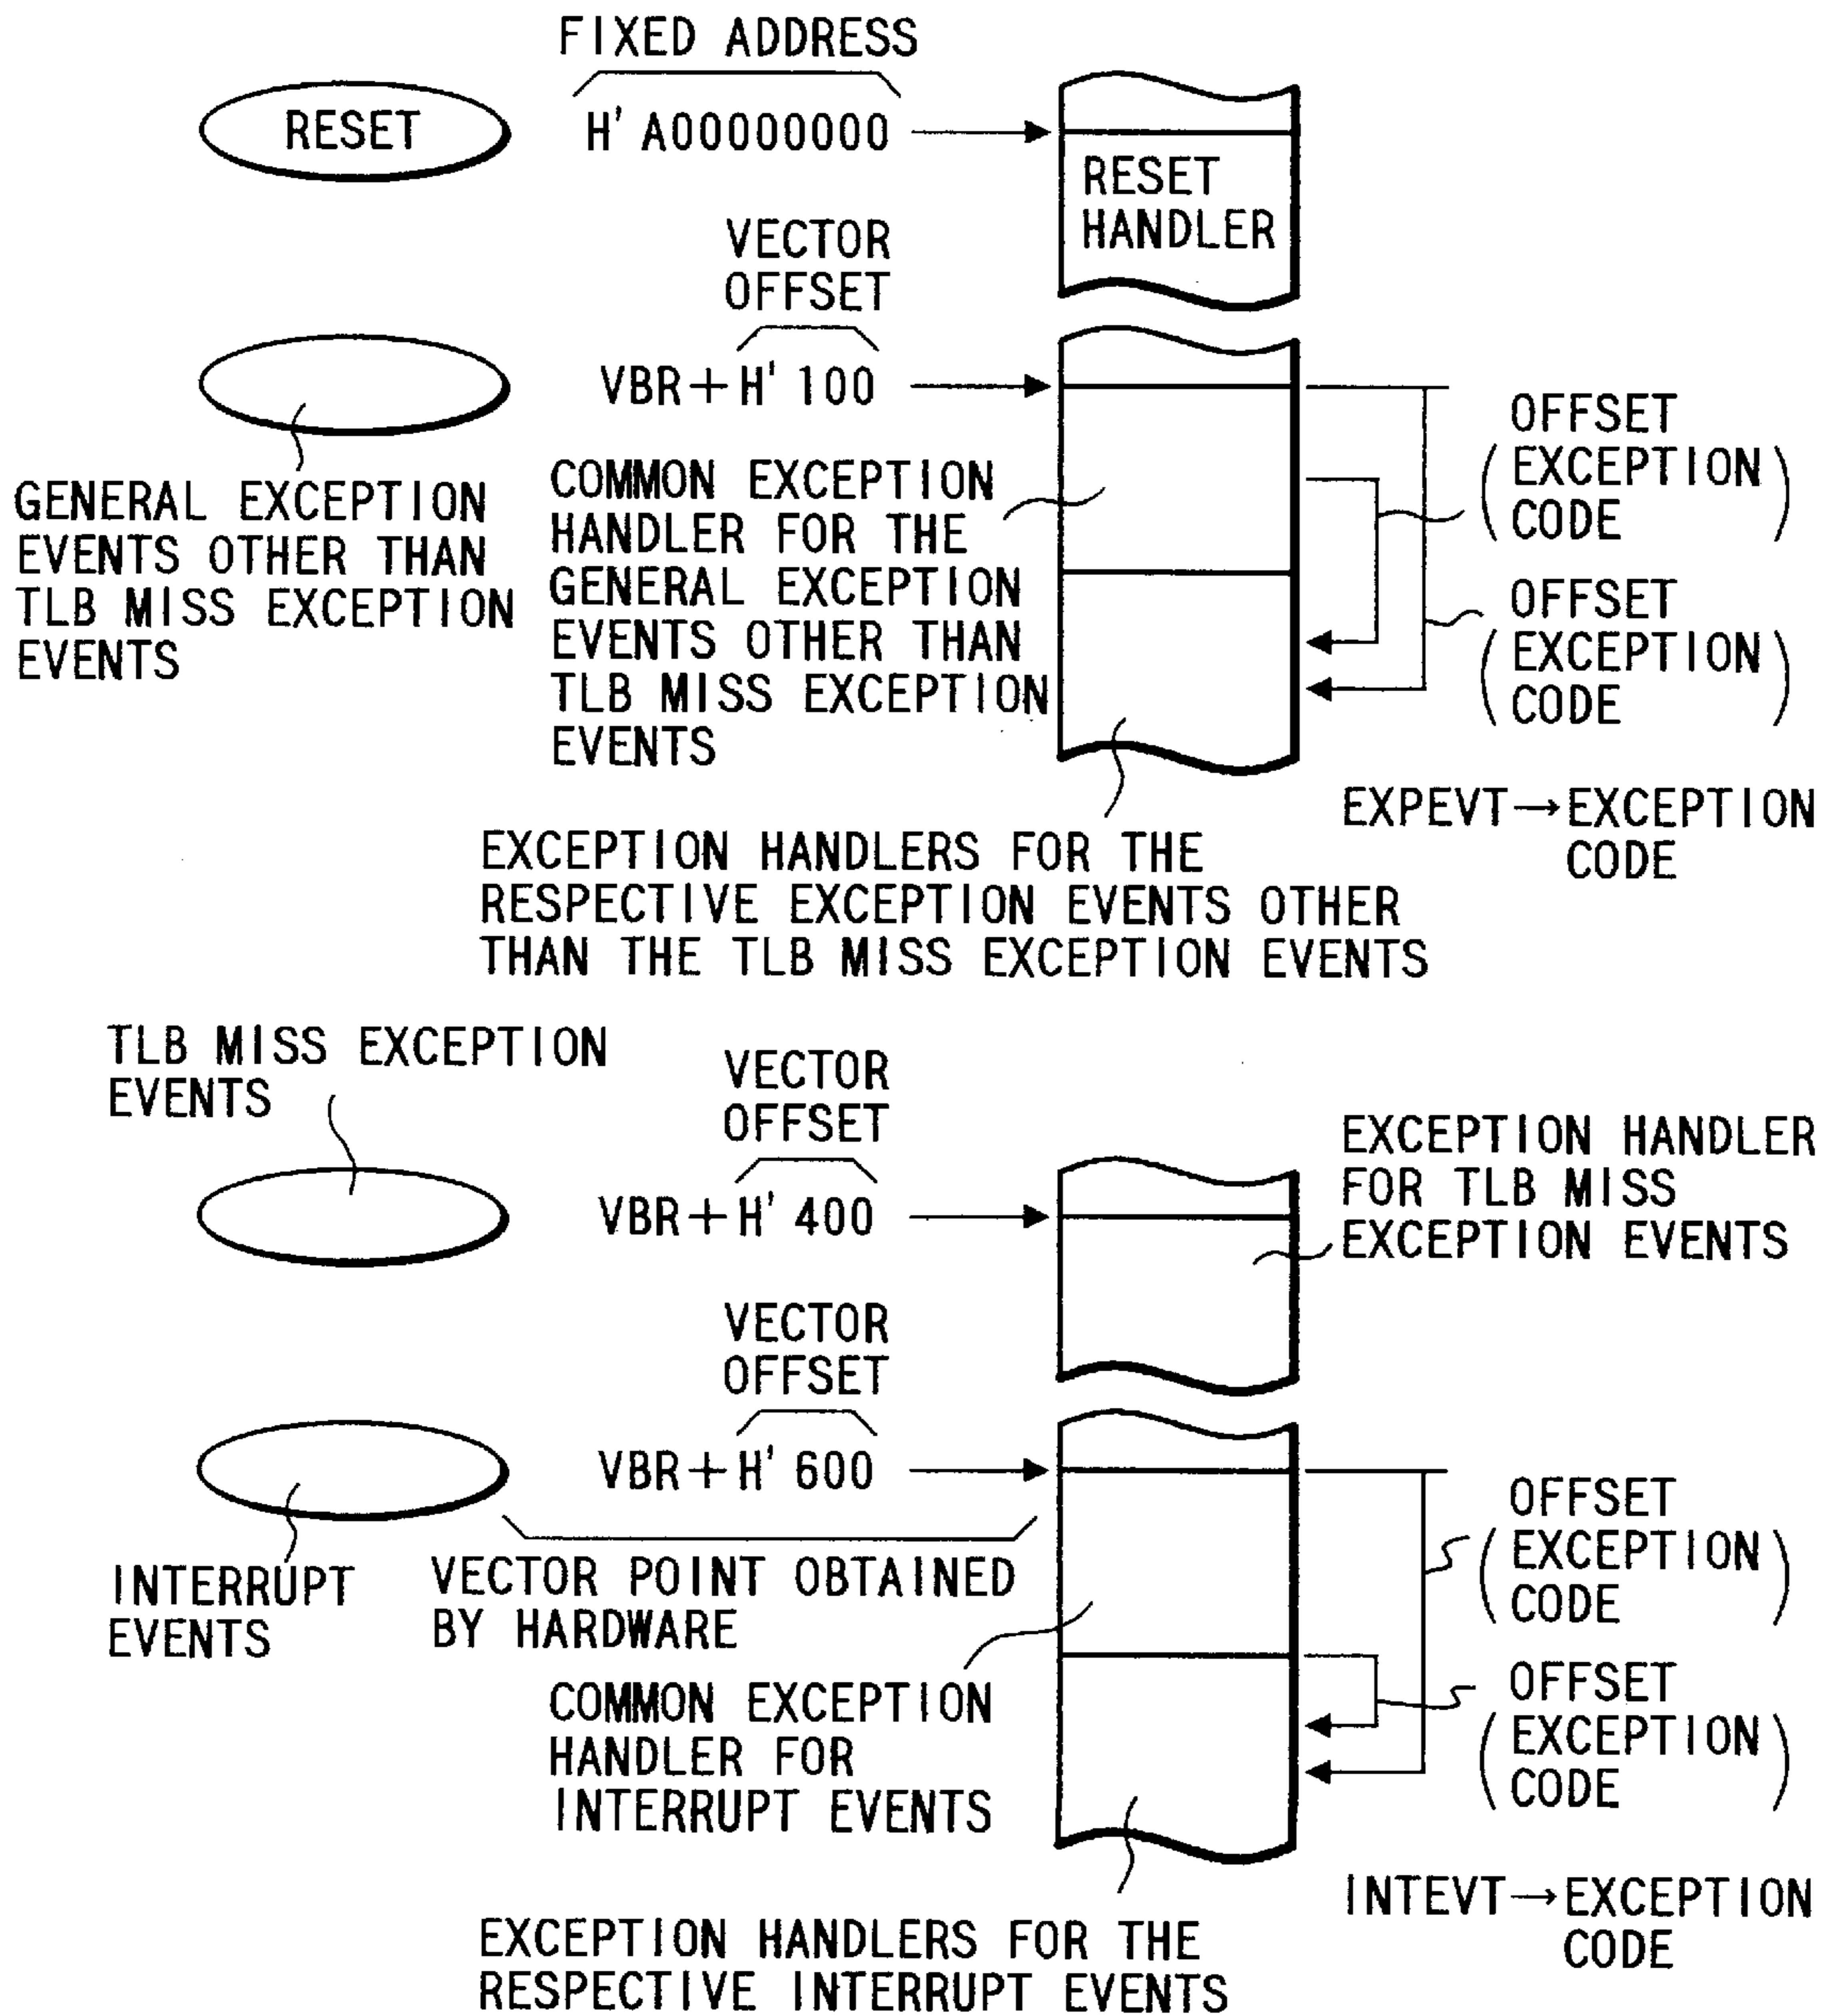 FIXED ADDRESS
RESET
H' A00000000
RESET
HANDLER
VECTOR
OFFSET
VBR+H' 100
GENERAL EXCEPTION
EVENTS OTHER THAN
TLB MISS EXCEPTION
EVENTS
COMMON EXCEPTION
HANDLER FOR THE
GENERAL EXCEPTION
EVENTS OTHER THAN
TLB MISS EXCEPTION
EVENTS
OFFSET
(EXCEPTION
CODE)
OFFSET
(EXCEPTION
CODE)
EXPEVT→EXCEPTION
CODE
EXCEPTION HANDLERS FOR THE
RESPECTIVE EXCEPTION EVENTS OTHER
THAN THE TLB MISS EXCEPTION EVENTS
TLB MISS EXCEPTION
EVENTS
VECTOR
OFFSET
VBR+H' 400
EXCEPTION HANDLER
FOR TLB MISS
EXCEPTION EVENTS
VECTOR
OFFSET
VBR+H' 600
INTERRUPT
EVENTS
VECTOR POINT OBTAINED
BY HARDWARE
COMMON EXCEPTION
HANDLER FOR
INTERRUPT EVENTS
OFFSET
(EXCEPTION
CODE)
OFFSET
(EXCEPTION
CODE)
INTEVT→EXCEPTION
CODE
EXCEPTION HANDLERS FOR THE
RESPECTIVE INTERRUPT EVENTS